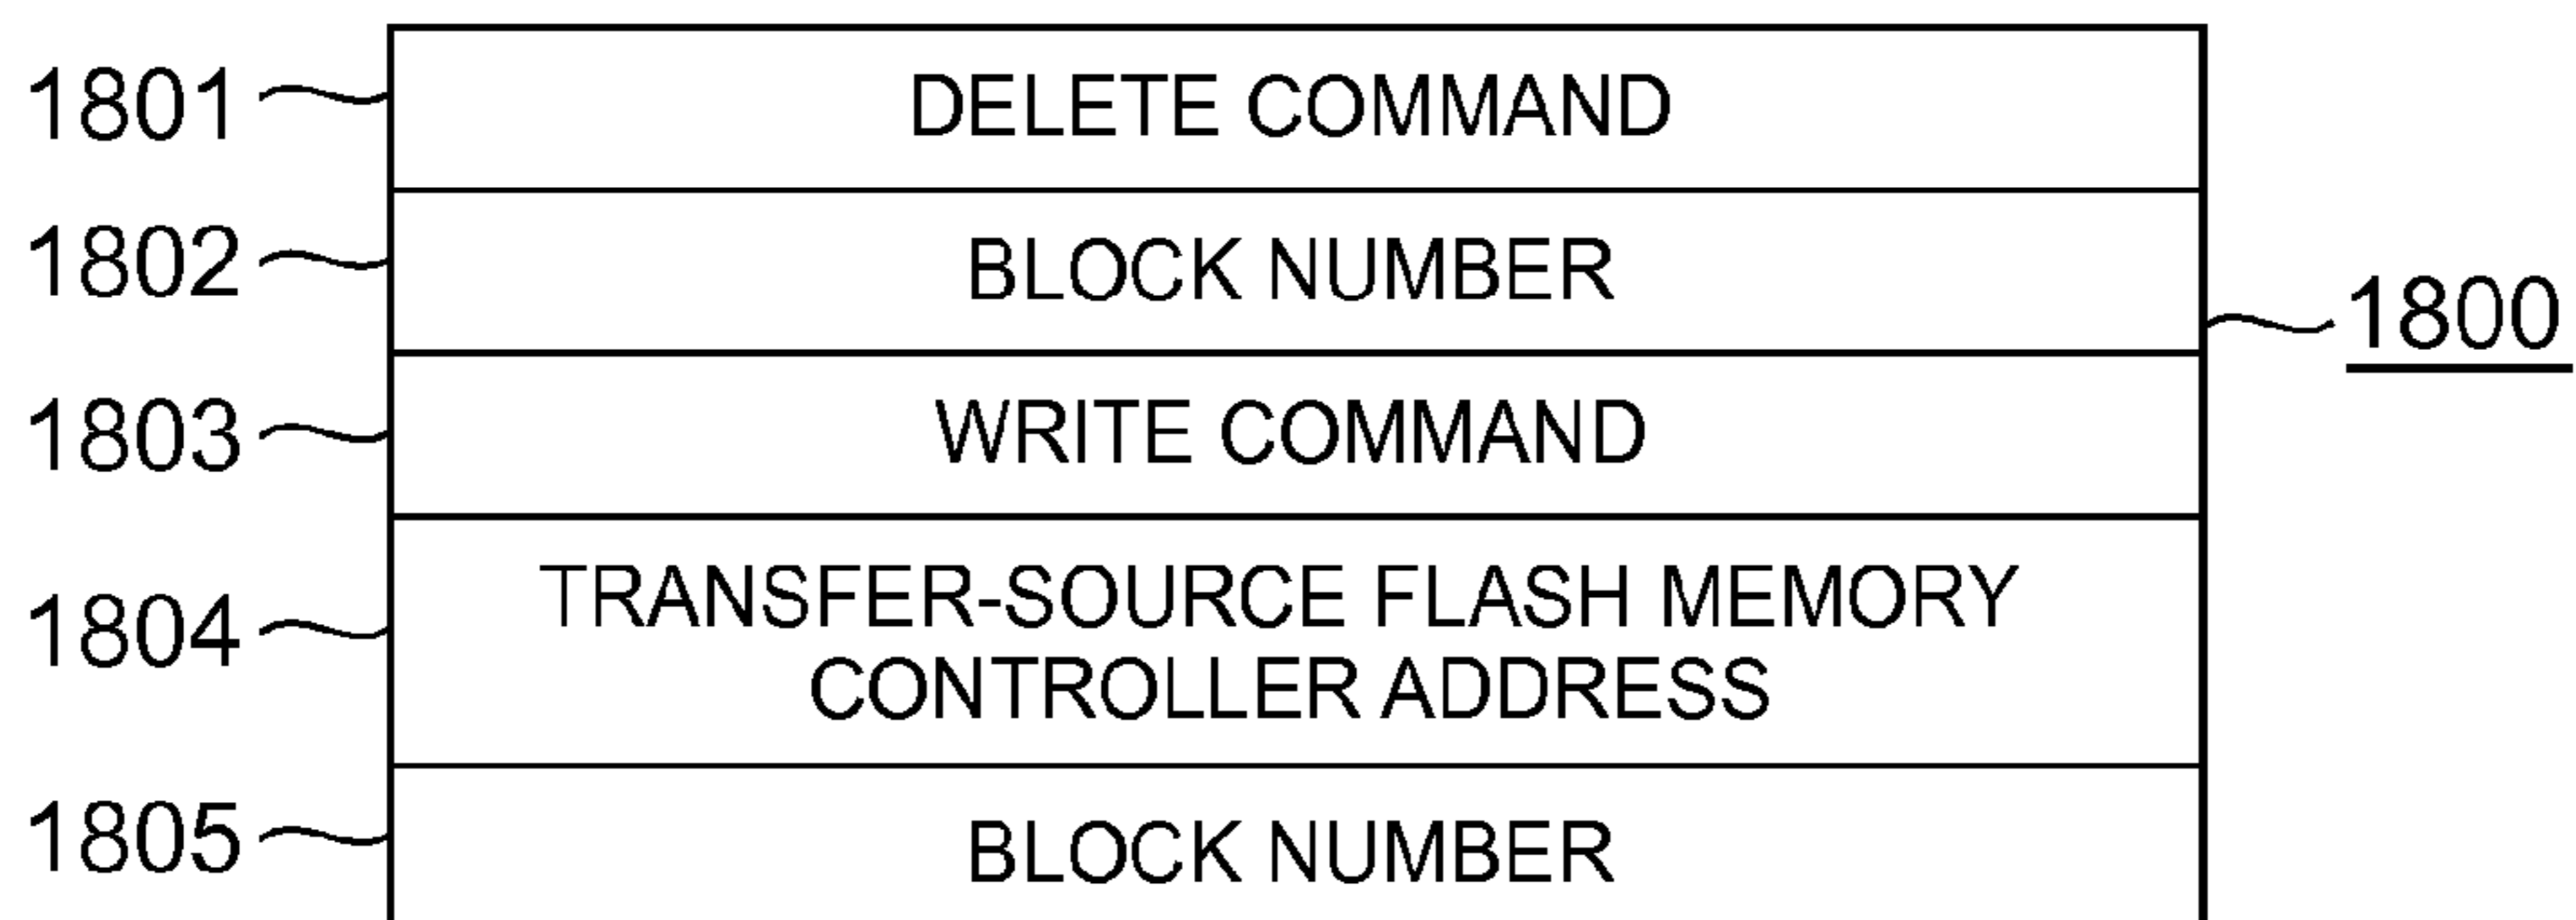 1801 DELETE COMMAND
1802 BLOCK NUMBER
1800
1803 WRITE COMMAND
1804 TRANSFER-SOURCE FLASH MEMORY
CONTROLLER ADDRESS
1805 BLOCK NUMBER